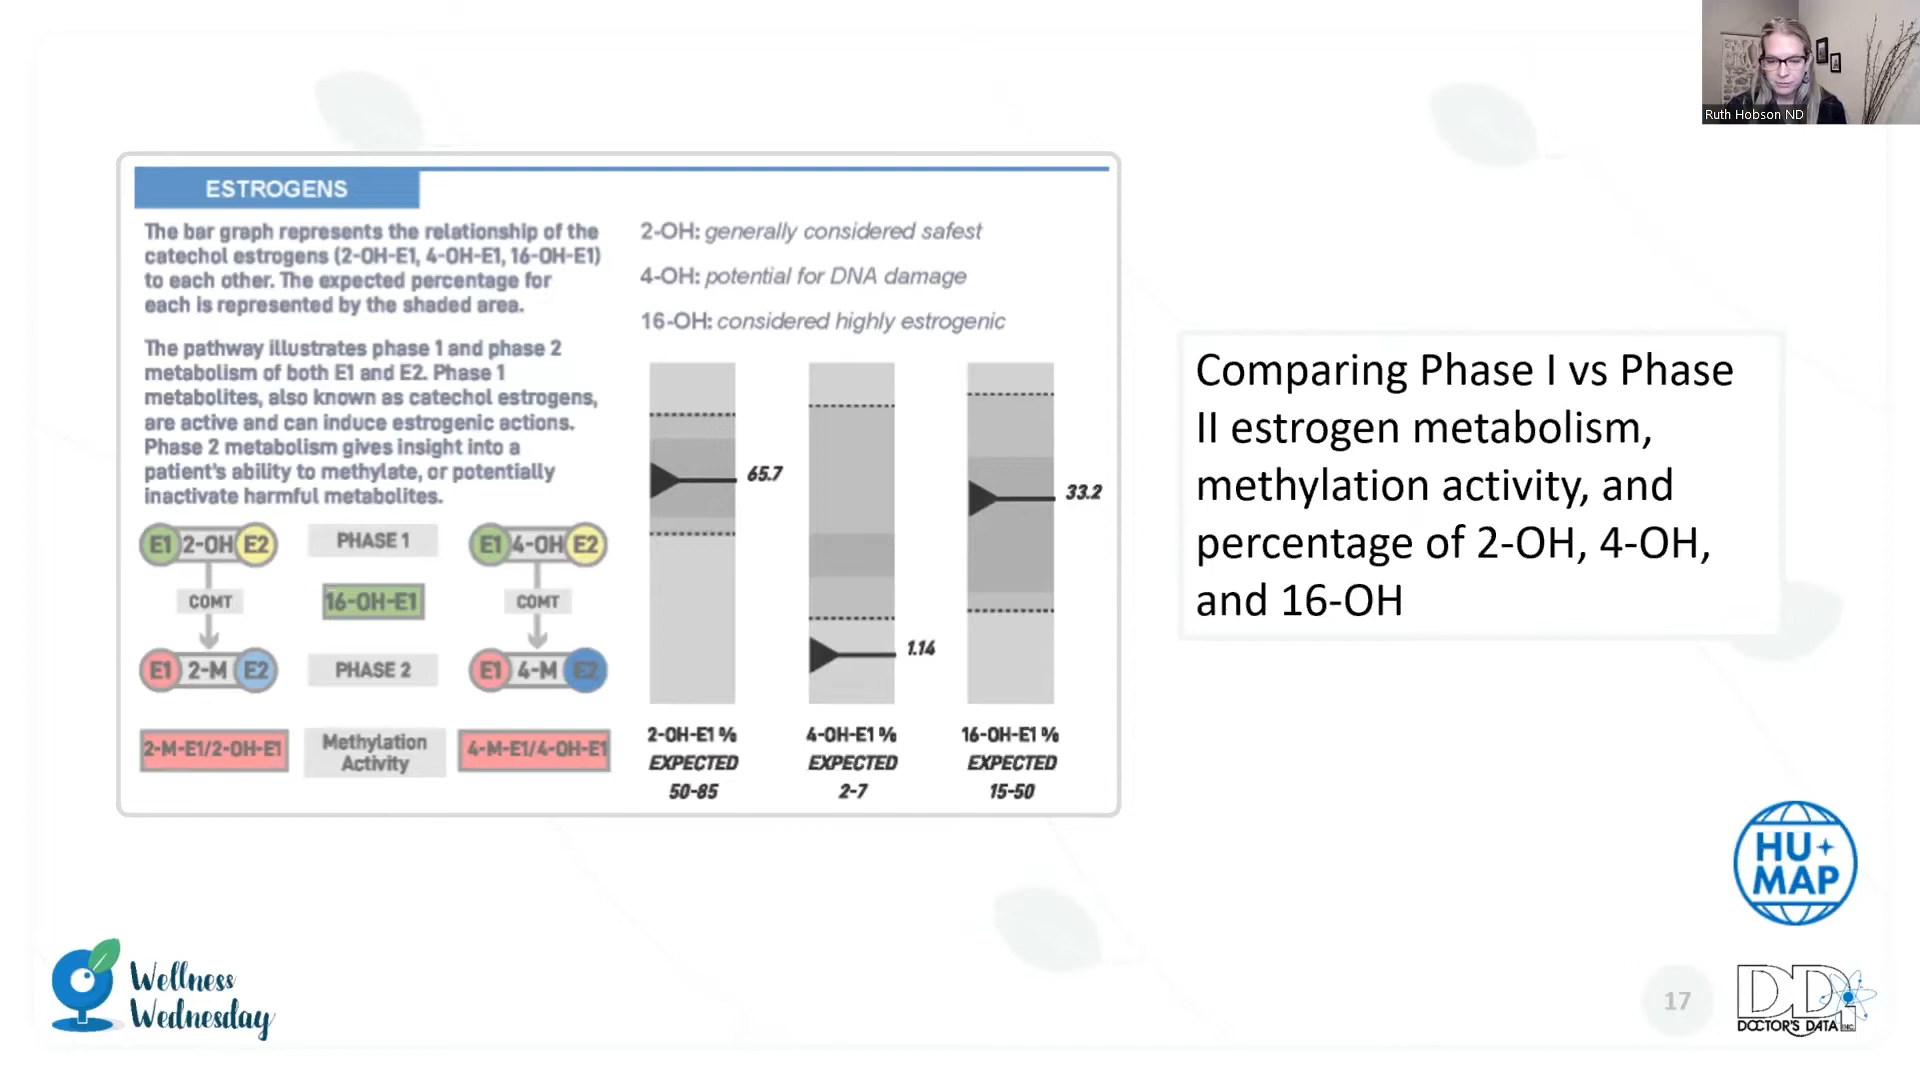 Ruth Hobson ND
ESTROGENS
The bar graph represents the relationship of the
catechol estrogens (2-OH-E1, 4-OH-E1, 16-OH-E1)
to each other. The expected percentage for
each is represented by the shaded area.
The pathway illustrates phase 1 and phase 2
metabolism of both E1 and E2. Phase 1
metabolites, also known as catechol estrogens,
are active and can induce estrogenic actions.
Phase 2 metabolism gives insight into a
patient's ability to methylate, or potentially
inactivate harmful metabolites.
E1 2-OH E2
PHASE 1
E1 4-OH E2
COMT
16-OH-E1
COMT
E1 2-M E2
PHASE 2
E1 4-M E2
2-M-E1/2-OH-E1
Methylation
Activity
4-M-E1/4-OH-E1
2-OH: generally considered safest
4-OH: potential for DNA damage
16-OH: considered highly estrogenic
65.7
1.14
33.2
2-OH-E1 %
EXPECTED
50-85
4-OH-E1 %
EXPECTED
2-7
16-OH-E1 %
EXPECTED
15-50
Comparing Phase I vs Phase
II estrogen metabolism,
methylation activity, and
percentage of 2-OH, 4-OH,
and 16-OH
HU+
MAP
Wellness
Wednesday
17
DDI
DOCTOR'S DATA INC.